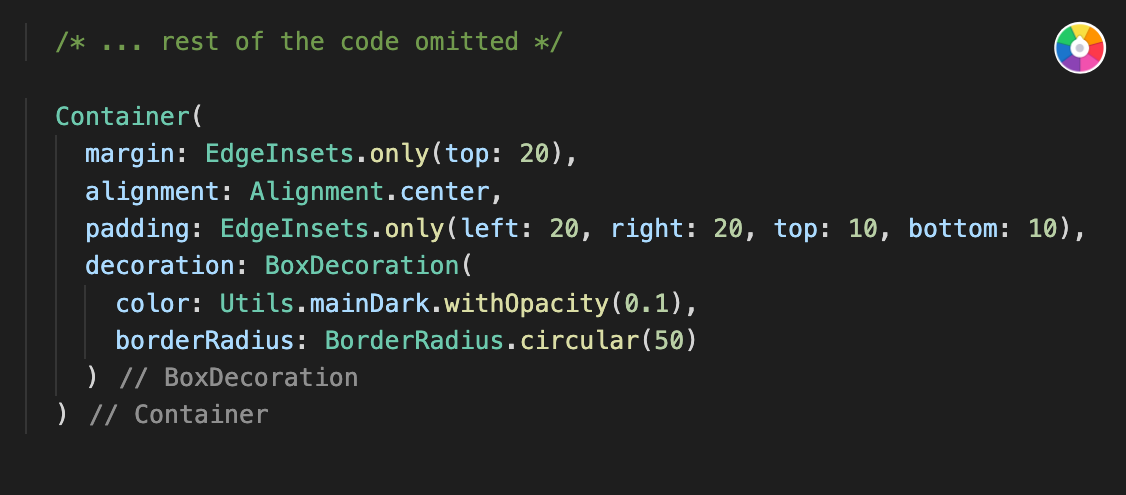 /* ... rest of the code omitted */
Container(
margin: EdgeInsets.only(top: 20),
alignment: Alignment.center,
padding: EdgeInsets.only(left: 20, right: 20, top: 10, bottom: 10),
decoration: BoxDecoration(
color: Utils.mainDark.withOpacity(0.1),
borderRadius: BorderRadius.circular(50)
) // BoxDecoration
) // Container